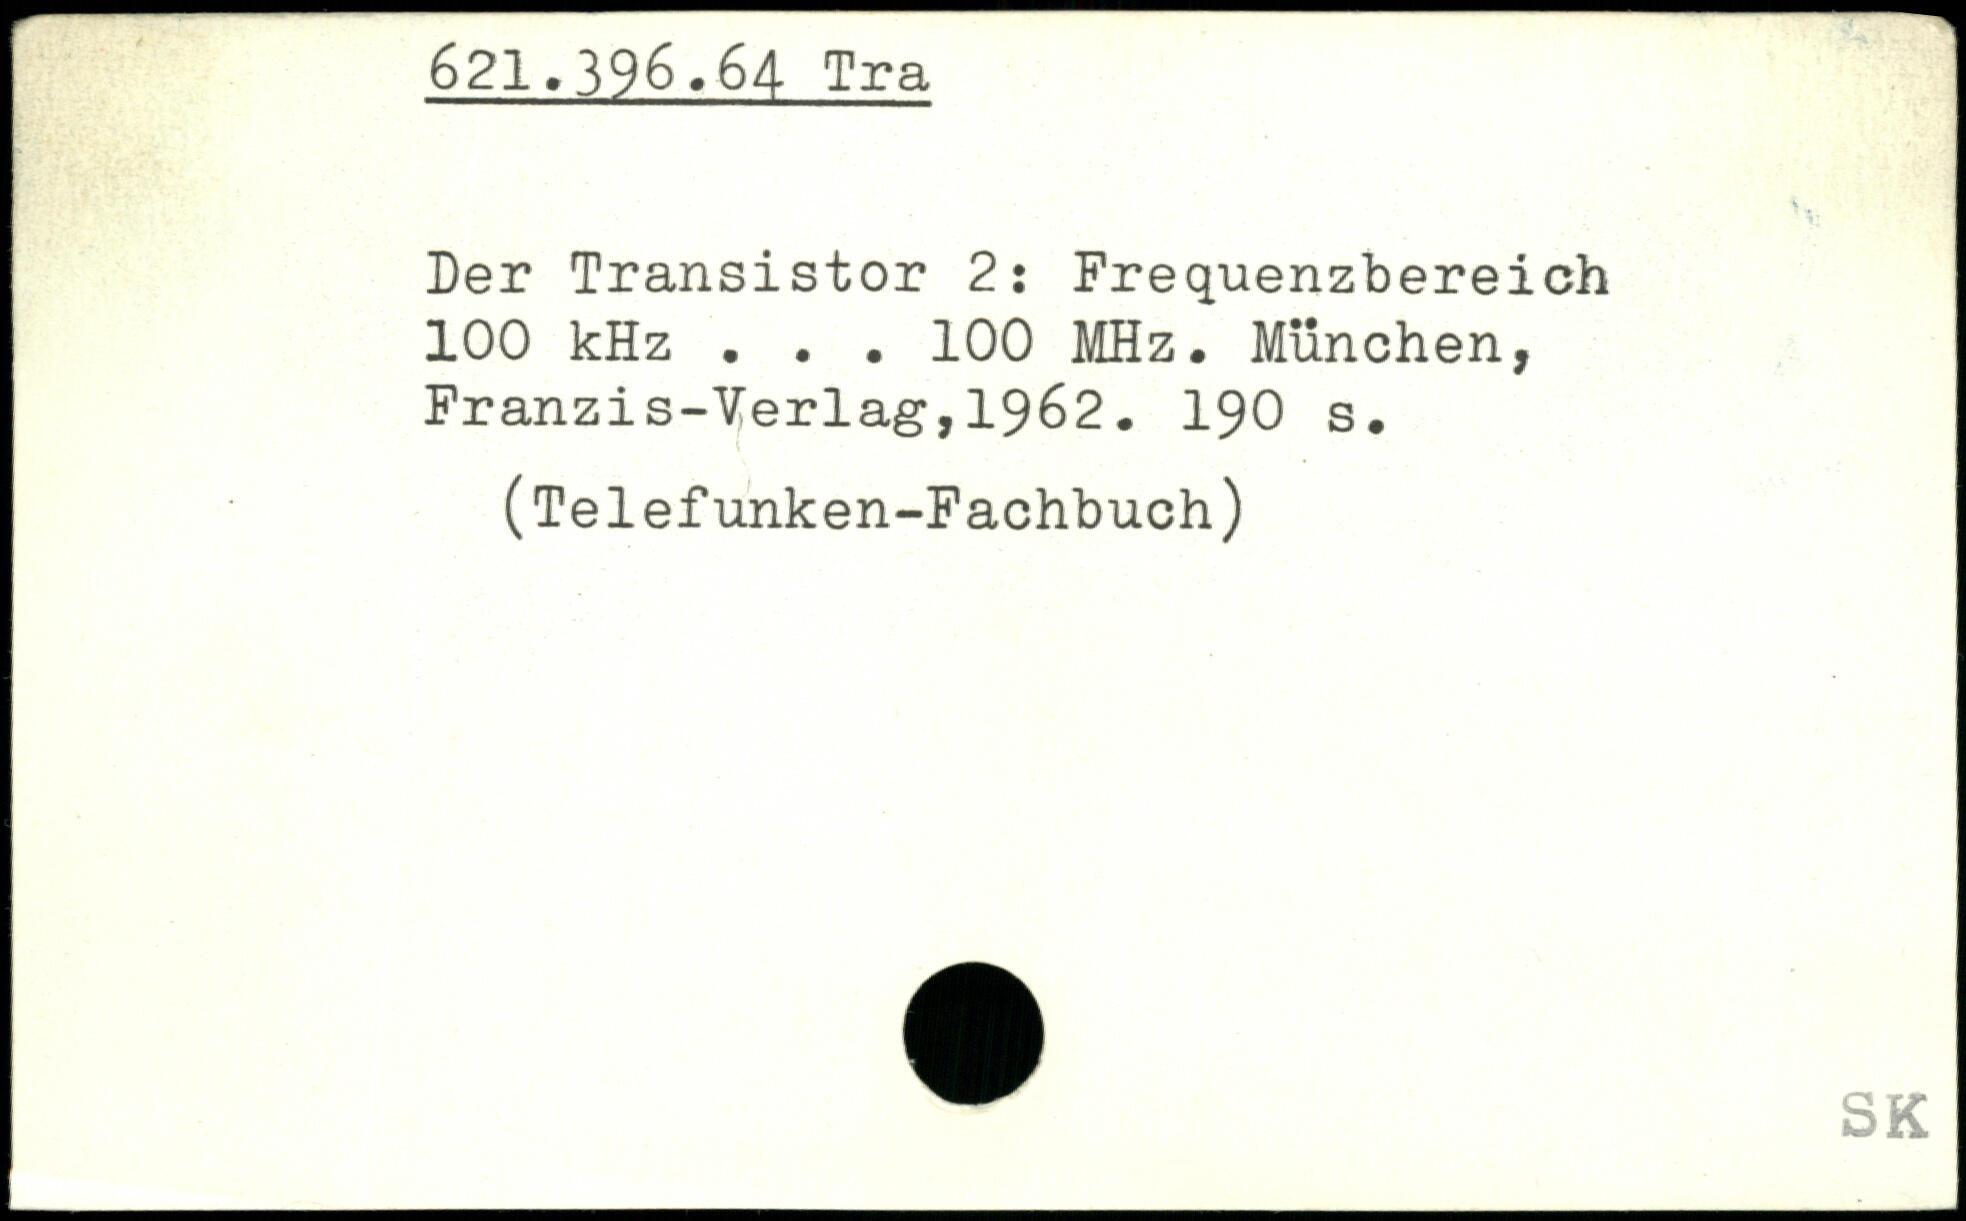 621.396.64 Tra
Der Transistor 2: Frequenzbereich
100 kHz . . . 100 MHz. München,
Franzis-Verlag,1962. 190 s.
(Telefunken-Fachbuch)
SK